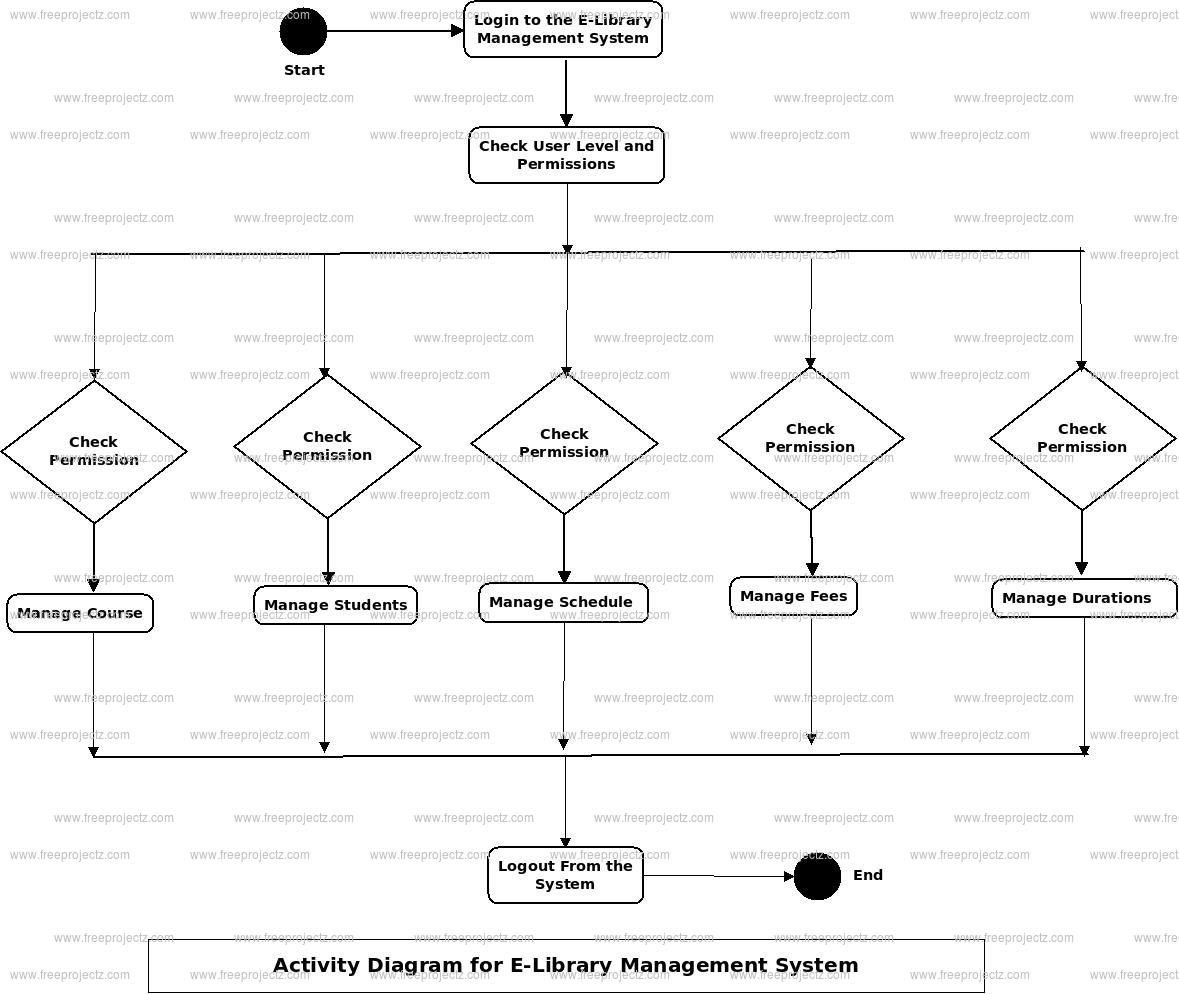 Login to the E-Library
Management System
Start
Check User Level and
Permissions
Check
Permission
Check
Permission
Check
Permission
Check
Permission
Check
Permission
Manage Course
Manage Students
Manage Schedule
Manage Fees
Manage Durations
Logout From the
System
End
Activity Diagram for E-Library Management System
www.freeprojectz.com